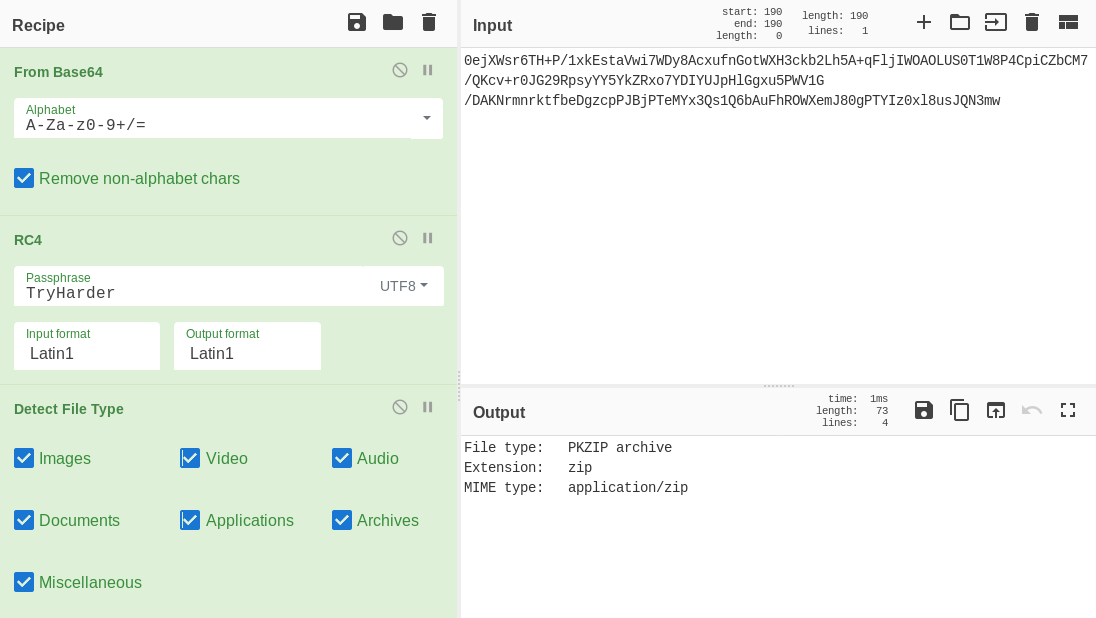 Recipe
From Base64
Alphabet
A-Za-z0-9+/=
Remove non-alphabet chars
RC4
Passphrase
TryHarder
UTF8
Input format
Latin1
Output format
Latin1
Detect File Type
Images
Video
Audio
Documents
Applications
Archives
Miscellaneous
Input
start: 190
end: 190
length: 0
length: 190
lines: 1
0ejXWsr6TH+P/1xkEstaVwi7WDy8AcxufnGotWXH3ckb2Lh5A+qFljIWOAOLUS0T1W8P4CpiCZbCM7
/QKcv+r0JG29RpsyYY5YkZRxo7YDIYUJpHlGgxu5PWV1G
/DAKNrmnrktfbeDgzcpPJBjPTeMYx3Qs1Q6bAuFhROWXemJ80gPTYIz0xl8usJQN3mw
Output
time: 1ms
length: 73
lines: 4
File type: PKZIP archive
Extension: zip
MIME type: application/zip